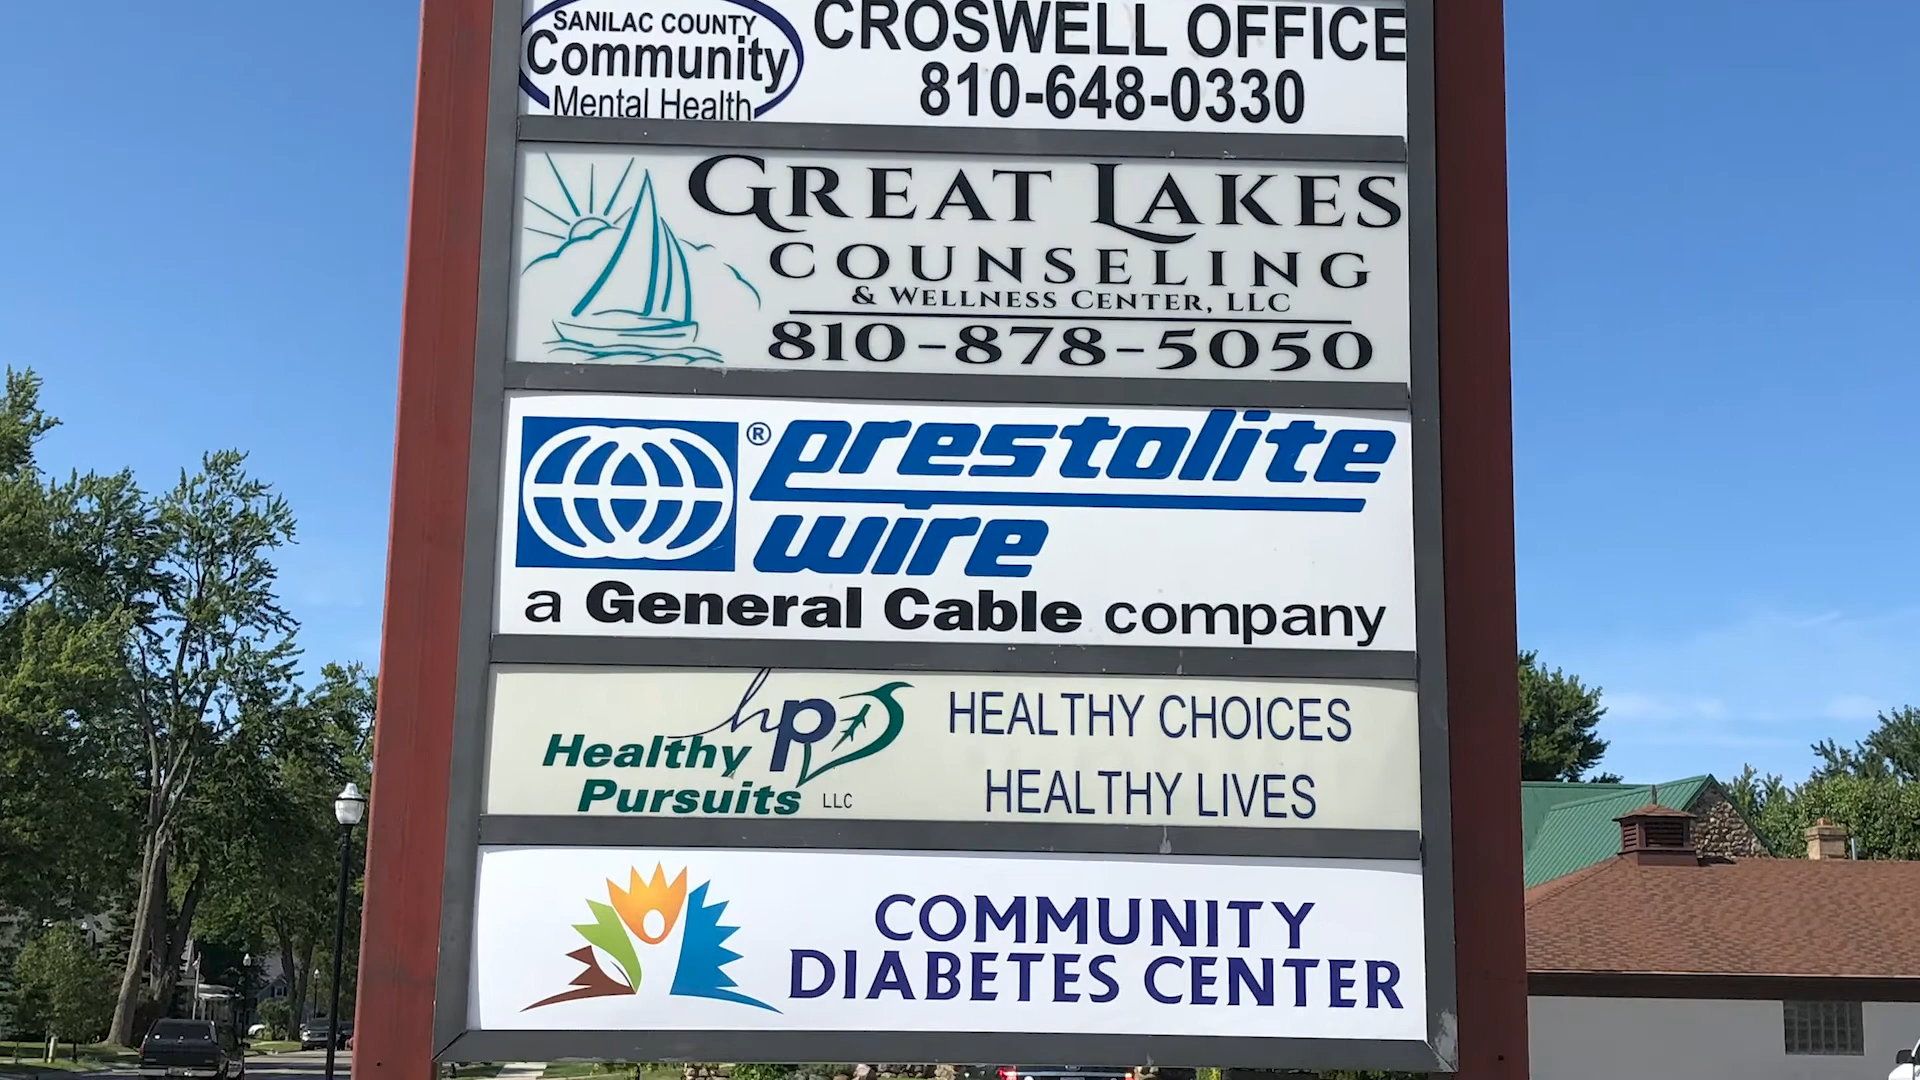 SANILAC COUNTY
Community
Mental Health
CROSWELL OFFICE
810-648-0330
GREAT LAKES
COUNSELING
& WELLNESS CENTER, LLC
810-878-5050
® prestolite
wire
a General Cable company
hp
Healthy
Pursuits LLC
HEALTHY CHOICES
HEALTHY LIVES
COMMUNITY
DIABETES CENTER